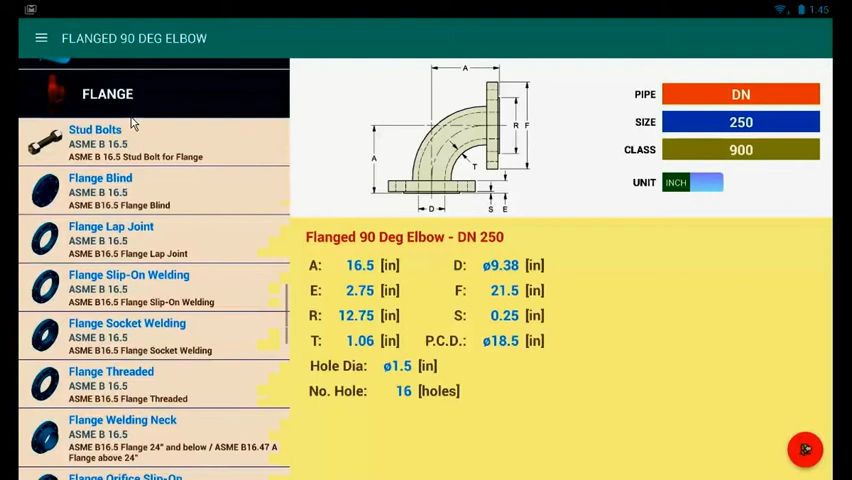 1.45
FLANGED 90 DEG ELBOW
FLANGE
Stud Bolts
ASME B 16.5
ASME B 16.5 Stud Bolt for Flange
Flange Blind
ASME B 16.5
ASME B16.5 Flange Blind
Flange Lap Joint
ASME B 16.5
ASME B16.5 Flange Lap Joint
Flange Slip-On Welding
ASME B 16.5
ASME B16.5 Flange Slip-On Welding
Flange Socket Welding
ASME B 16.5
ASME B16.5 Flange Socket Welding
Flange Threaded
ASME B 16.5
ASME B16.5 Flange Threaded
Flange Welding Neck
ASME B 16.5
ASME B16.5 Flange 24" and below / ASME B16.47 A
Flange above 24"
Flange Orifice Slip-On
A
A
R
F
T
D
S
E
PIPE DN
SIZE 250
CLASS 900
UNIT INCH
Flanged 90 Deg Elbow - DN 250
A: 16.5 [in] D: ø9.38 [in]
E: 2.75 [in] F: 21.5 [in]
R: 12.75 [in] S: 0.25 [in]
T: 1.06 [in] P.C.D.: ø18.5 [in]
Hole Dia: ø1.5 [in]
No. Hole: 16 [holes]